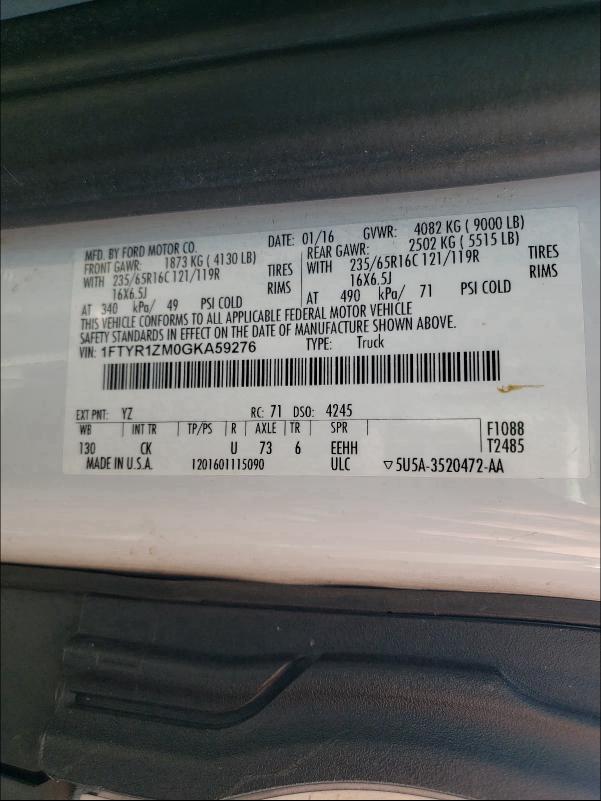 MFD. BY FORD MOTOR CO. DATE: 01/16 GVWR: 4082 KG ( 9000 LB)
FRONT GAWR: 1873 KG ( 4130 LB) REAR GAWR: 2502 KG ( 5515 LB)
WITH 235/65R16C 121/119R TIRES WITH 235/65R16C 121/119R TIRES
16X6.5J RIMS 16X6.5J RIMS
AT 340 kPa/ 49 PSI COLD AT 490 kPa/ 71 PSI COLD
THIS VEHICLE CONFORMS TO ALL APPLICABLE FEDERAL MOTOR VEHICLE
SAFETY STANDARDS IN EFFECT ON THE DATE OF MANUFACTURE SHOWN ABOVE.
VIN: 1FTYR1ZM0GKA59276 TYPE: Truck
EXT PNT: YZ RC: 71 DSO: 4245
WB INT TR TP/PS R AXLE TR SPR F1088
130 CK U 73 6 EEHH T2485
MADE IN U.S.A. 1201601115090 ULC ▽5U5A-3520472-AA